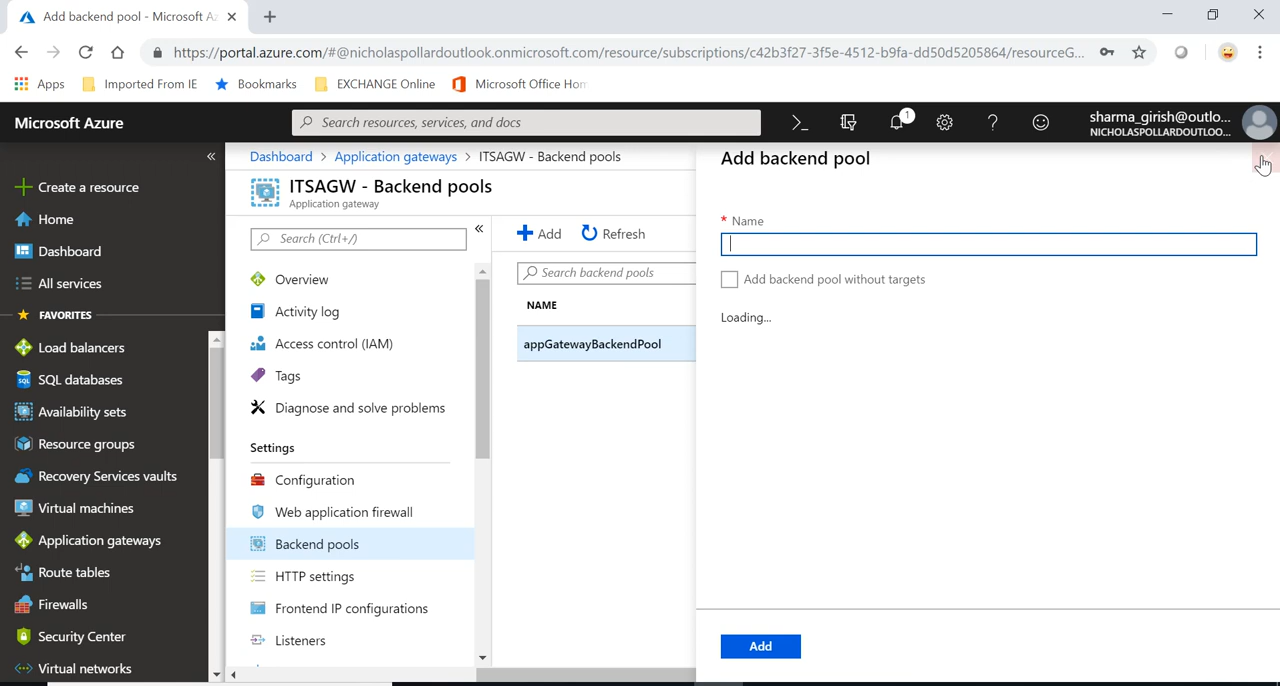 Add backend pool - Microsoft Az
https://portal.azure.com/#@nicholaspollardoutlook.onmicrosoft.com/resource/subscriptions/c42b3f27-3f5e-4512-b9fa-dd50d5205864/resourceG...
Apps
Imported From IE
Bookmarks
EXCHANGE Online
Microsoft Office Hom
Microsoft Azure
Search resources, services, and docs
1
sharma_girish@outlo...
NICHOLASPOLLARDOUTLOO...
Create a resource
Home
Dashboard
All services
FAVORITES
Load balancers
SQL databases
Availability sets
Resource groups
Recovery Services vaults
Virtual machines
Application gateways
Route tables
Firewalls
Security Center
Virtual networks
Dashboard > Application gateways > ITSAGW - Backend pools
ITSAGW - Backend pools
Application gateway
Search (Ctrl+/)
Overview
Activity log
Access control (IAM)
Tags
Diagnose and solve problems
Settings
Configuration
Web application firewall
Backend pools
HTTP settings
Frontend IP configurations
Listeners
Add
Refresh
Search backend pools
NAME
appGatewayBackendPool
Add backend pool
* Name
Add backend pool without targets
Loading...
Add